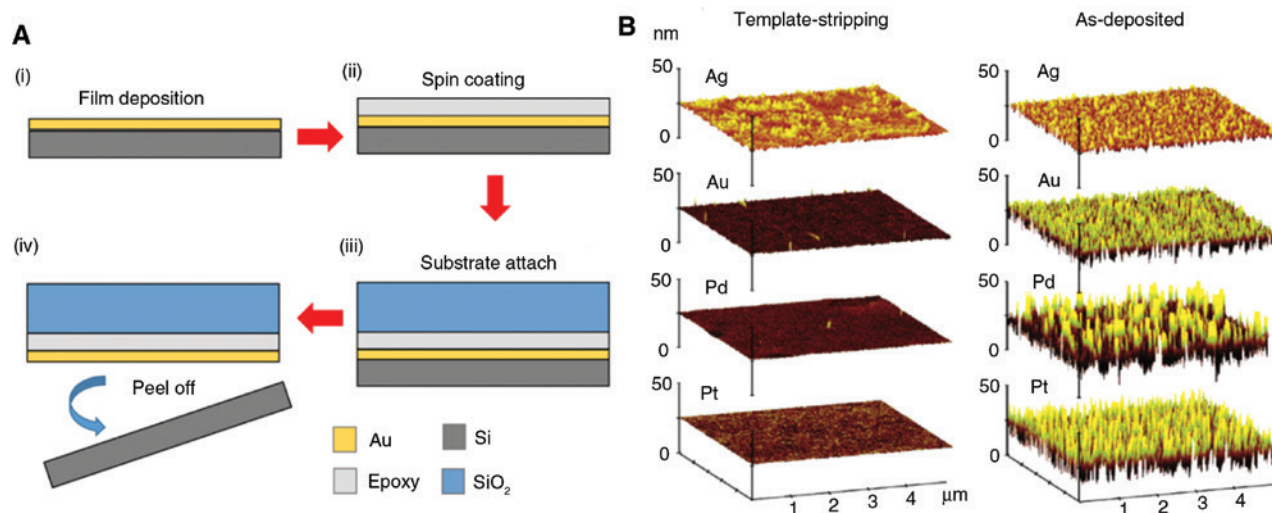 A
(i)
Film deposition
(ii)
Spin coating
(iii)
Substrate attach
(iv)
Peel off
Au
Si
Epoxy
SiO2
B
nm
Template-stripping
As-deposited
50
Ag
0
50
Au
0
50
Pd
0
50
Pt
0
1 2 3 4 μm
50
Ag
0
50
Au
0
50
Pd
0
50
Pt
0
1 2 3 4